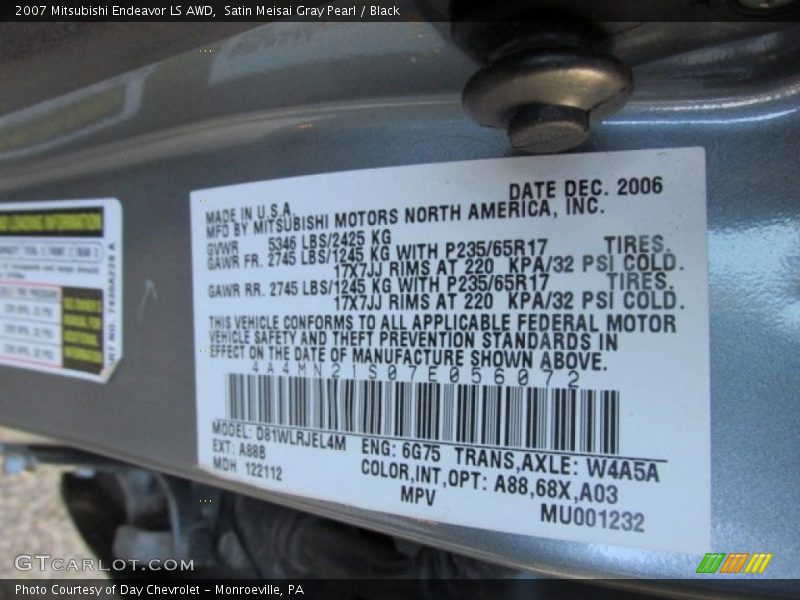 2007 Mitsubishi Endeavor LS AWD,  Satin Meisai Gray Pearl / Black
DATE DEC. 2006
MADE IN U.S.A.
MFD BY MITSUBISHI MOTORS NORTH AMERICA, INC.
GVWR 5346 LBS/2425 KG
GAWR FR. 2745 LBS/1245 KG WITH P235/65R17 TIRES,
17X7JJ RIMS AT 220 KPA/32 PSI COLD.
GAWR RR. 2745 LBS/1245 KG WITH P235/65R17 TIRES,
17X7JJ RIMS AT 220 KPA/32 PSI COLD.
THIS VEHICLE CONFORMS TO ALL APPLICABLE FEDERAL MOTOR
VEHICLE SAFETY AND THEFT PREVENTION STANDARDS IN
EFFECT ON THE DATE OF MANUFACTURE SHOWN ABOVE.
4A4MN21S07E056072
MODEL: D81WLRJEL4M ENG: 6G75 TRANS,AXLE: W4A5A
EXT: A88B COLOR,INT,OPT: A88,68X,A03
MDH 122112 MPV MU001232
LOADING INFORMATION
GTCARLOT.COM
Photo Courtesy of Day Chevrolet - Monroeville, PA